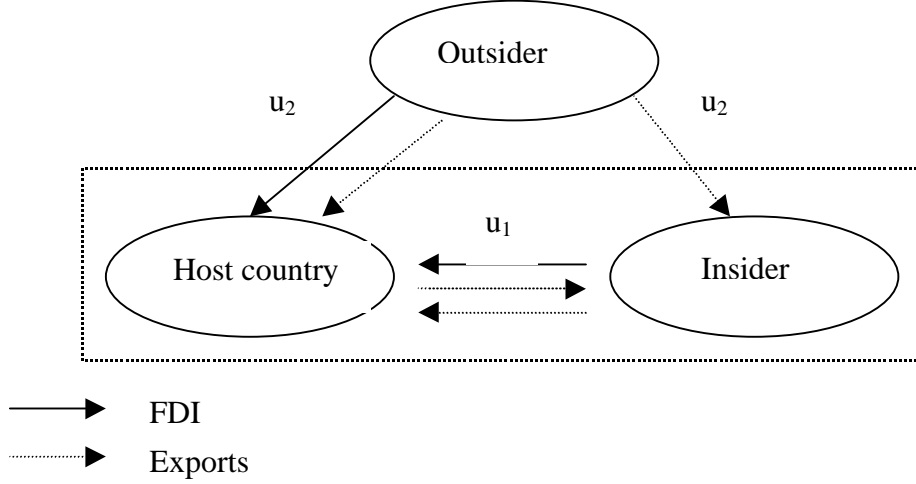 Outsider
u₂
u₂
u₁
Host country
Insider
FDI
Exports